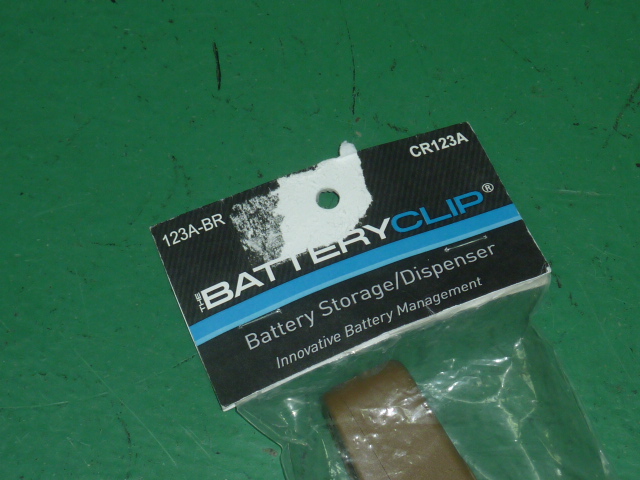 123A-BR
CR123A
THE BATTERYCLIP®
Battery Storage/Dispenser
Innovative Battery Management